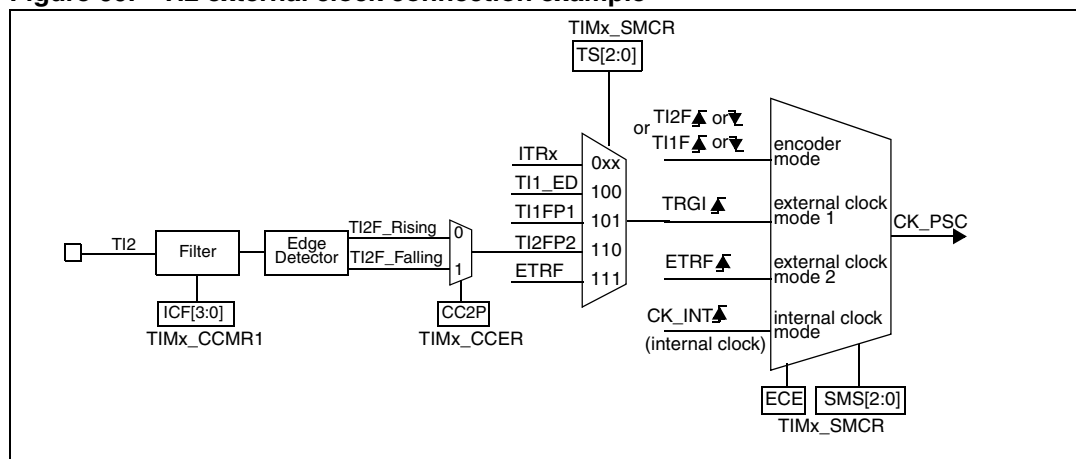 Figure TI2 external clock connection example
TIMx_SMCR
TS[2:0]
or TI2F or
TI1F or
encoder
mode
ITRx
0xx
TI1_ED
100
TI1FP1
101
TRGI
external clock
mode 1
CK_PSC
TI2
Filter
Edge
Detector
TI2F_Rising
0
TI2F_Falling
1
TI2FP2
110
ETRF
111
ETRF
external clock
mode 2
ICF[3:0]
TIMx_CCMR1
CC2P
TIMx_CCER
CK_INT
(internal clock)
internal clock
mode
ECE
SMS[2:0]
TIMx_SMCR